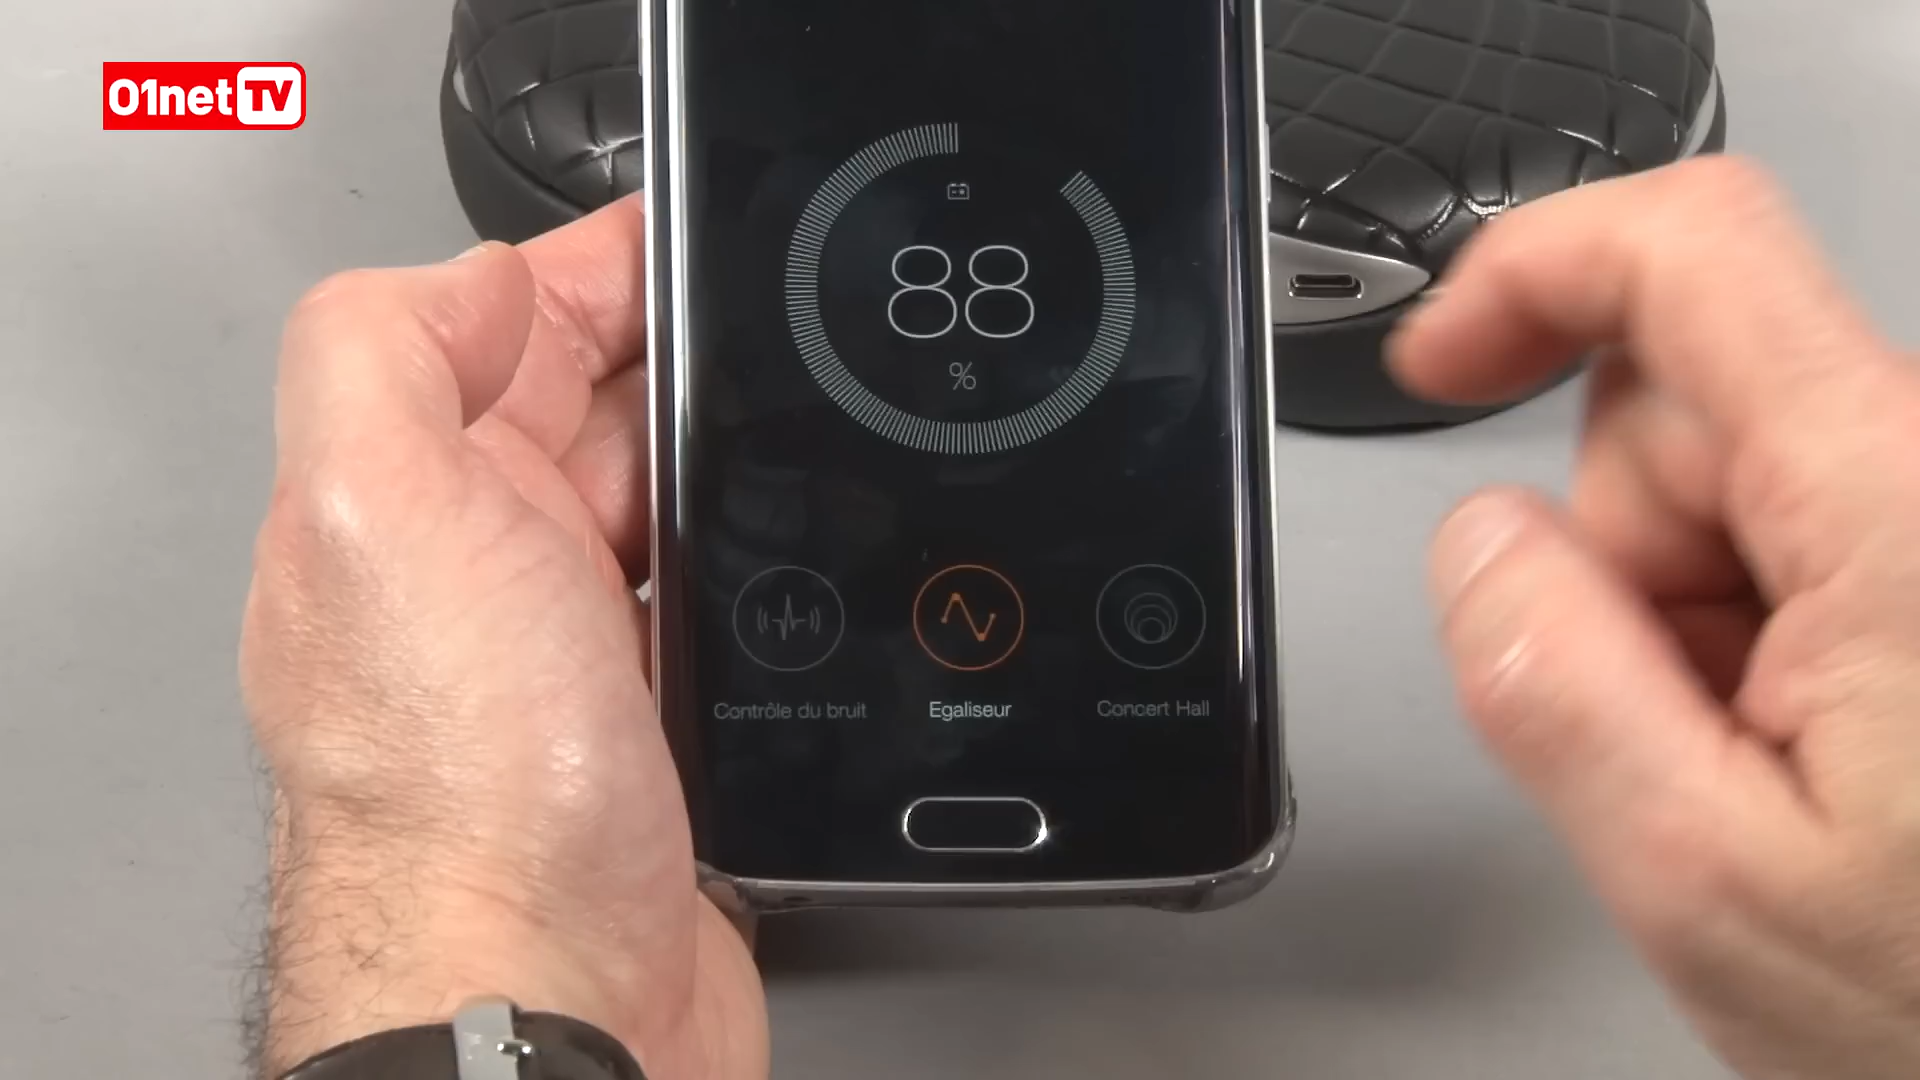 01netTV
88
%
Contrôle du bruit
Egaliseur
Concert Hall